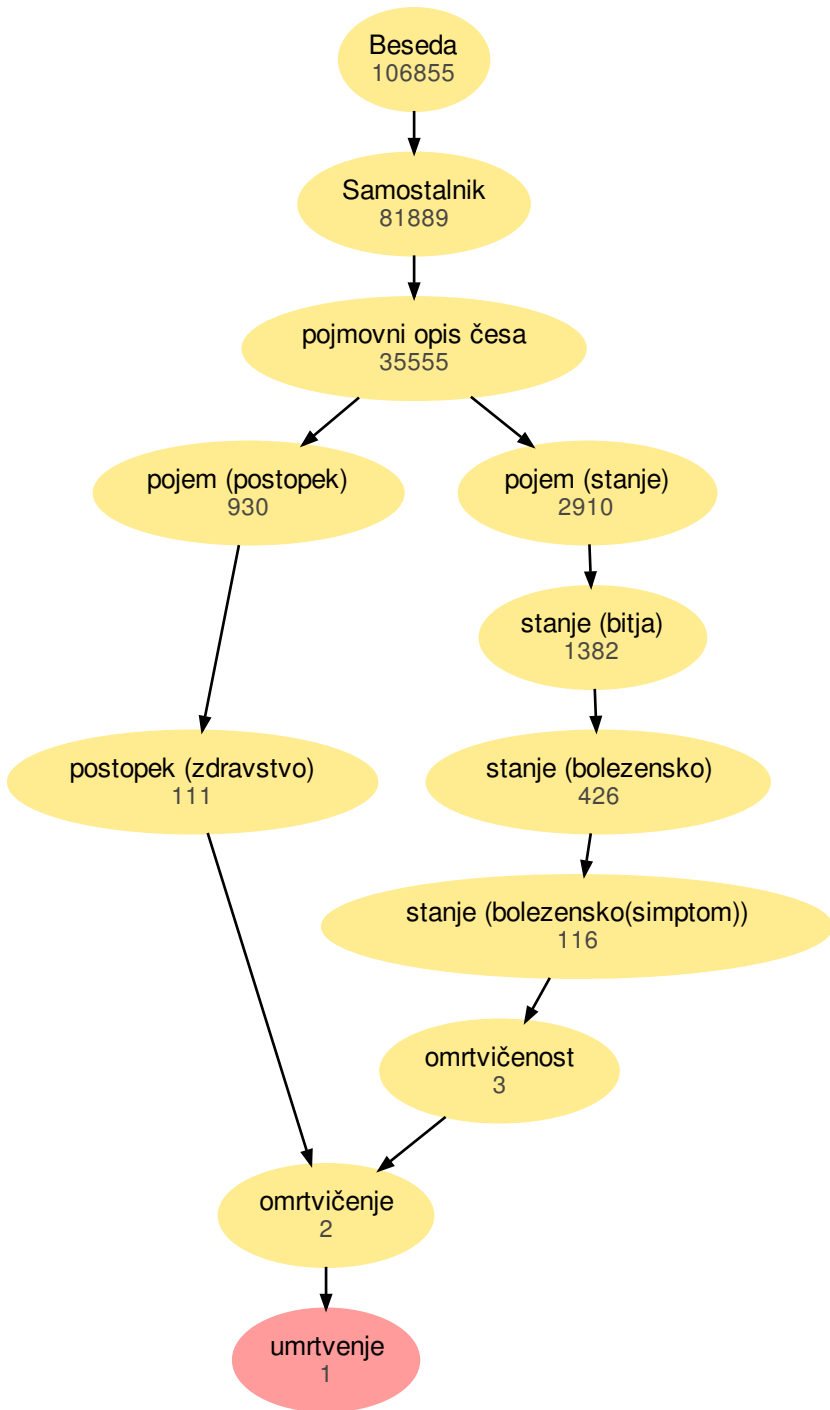 Beseda
106855
Samostalnik
81889
pojmovni opis česa
35555
pojem (postopek)
930
pojem (stanje)
2910
stanje (bitja)
1382
postopek (zdravstvo)
111
stanje (bolezensko)
426
stanje (bolezensko(simptom))
116
omrtvičenost
3
omrtvičenje
2
umrtvenje
1